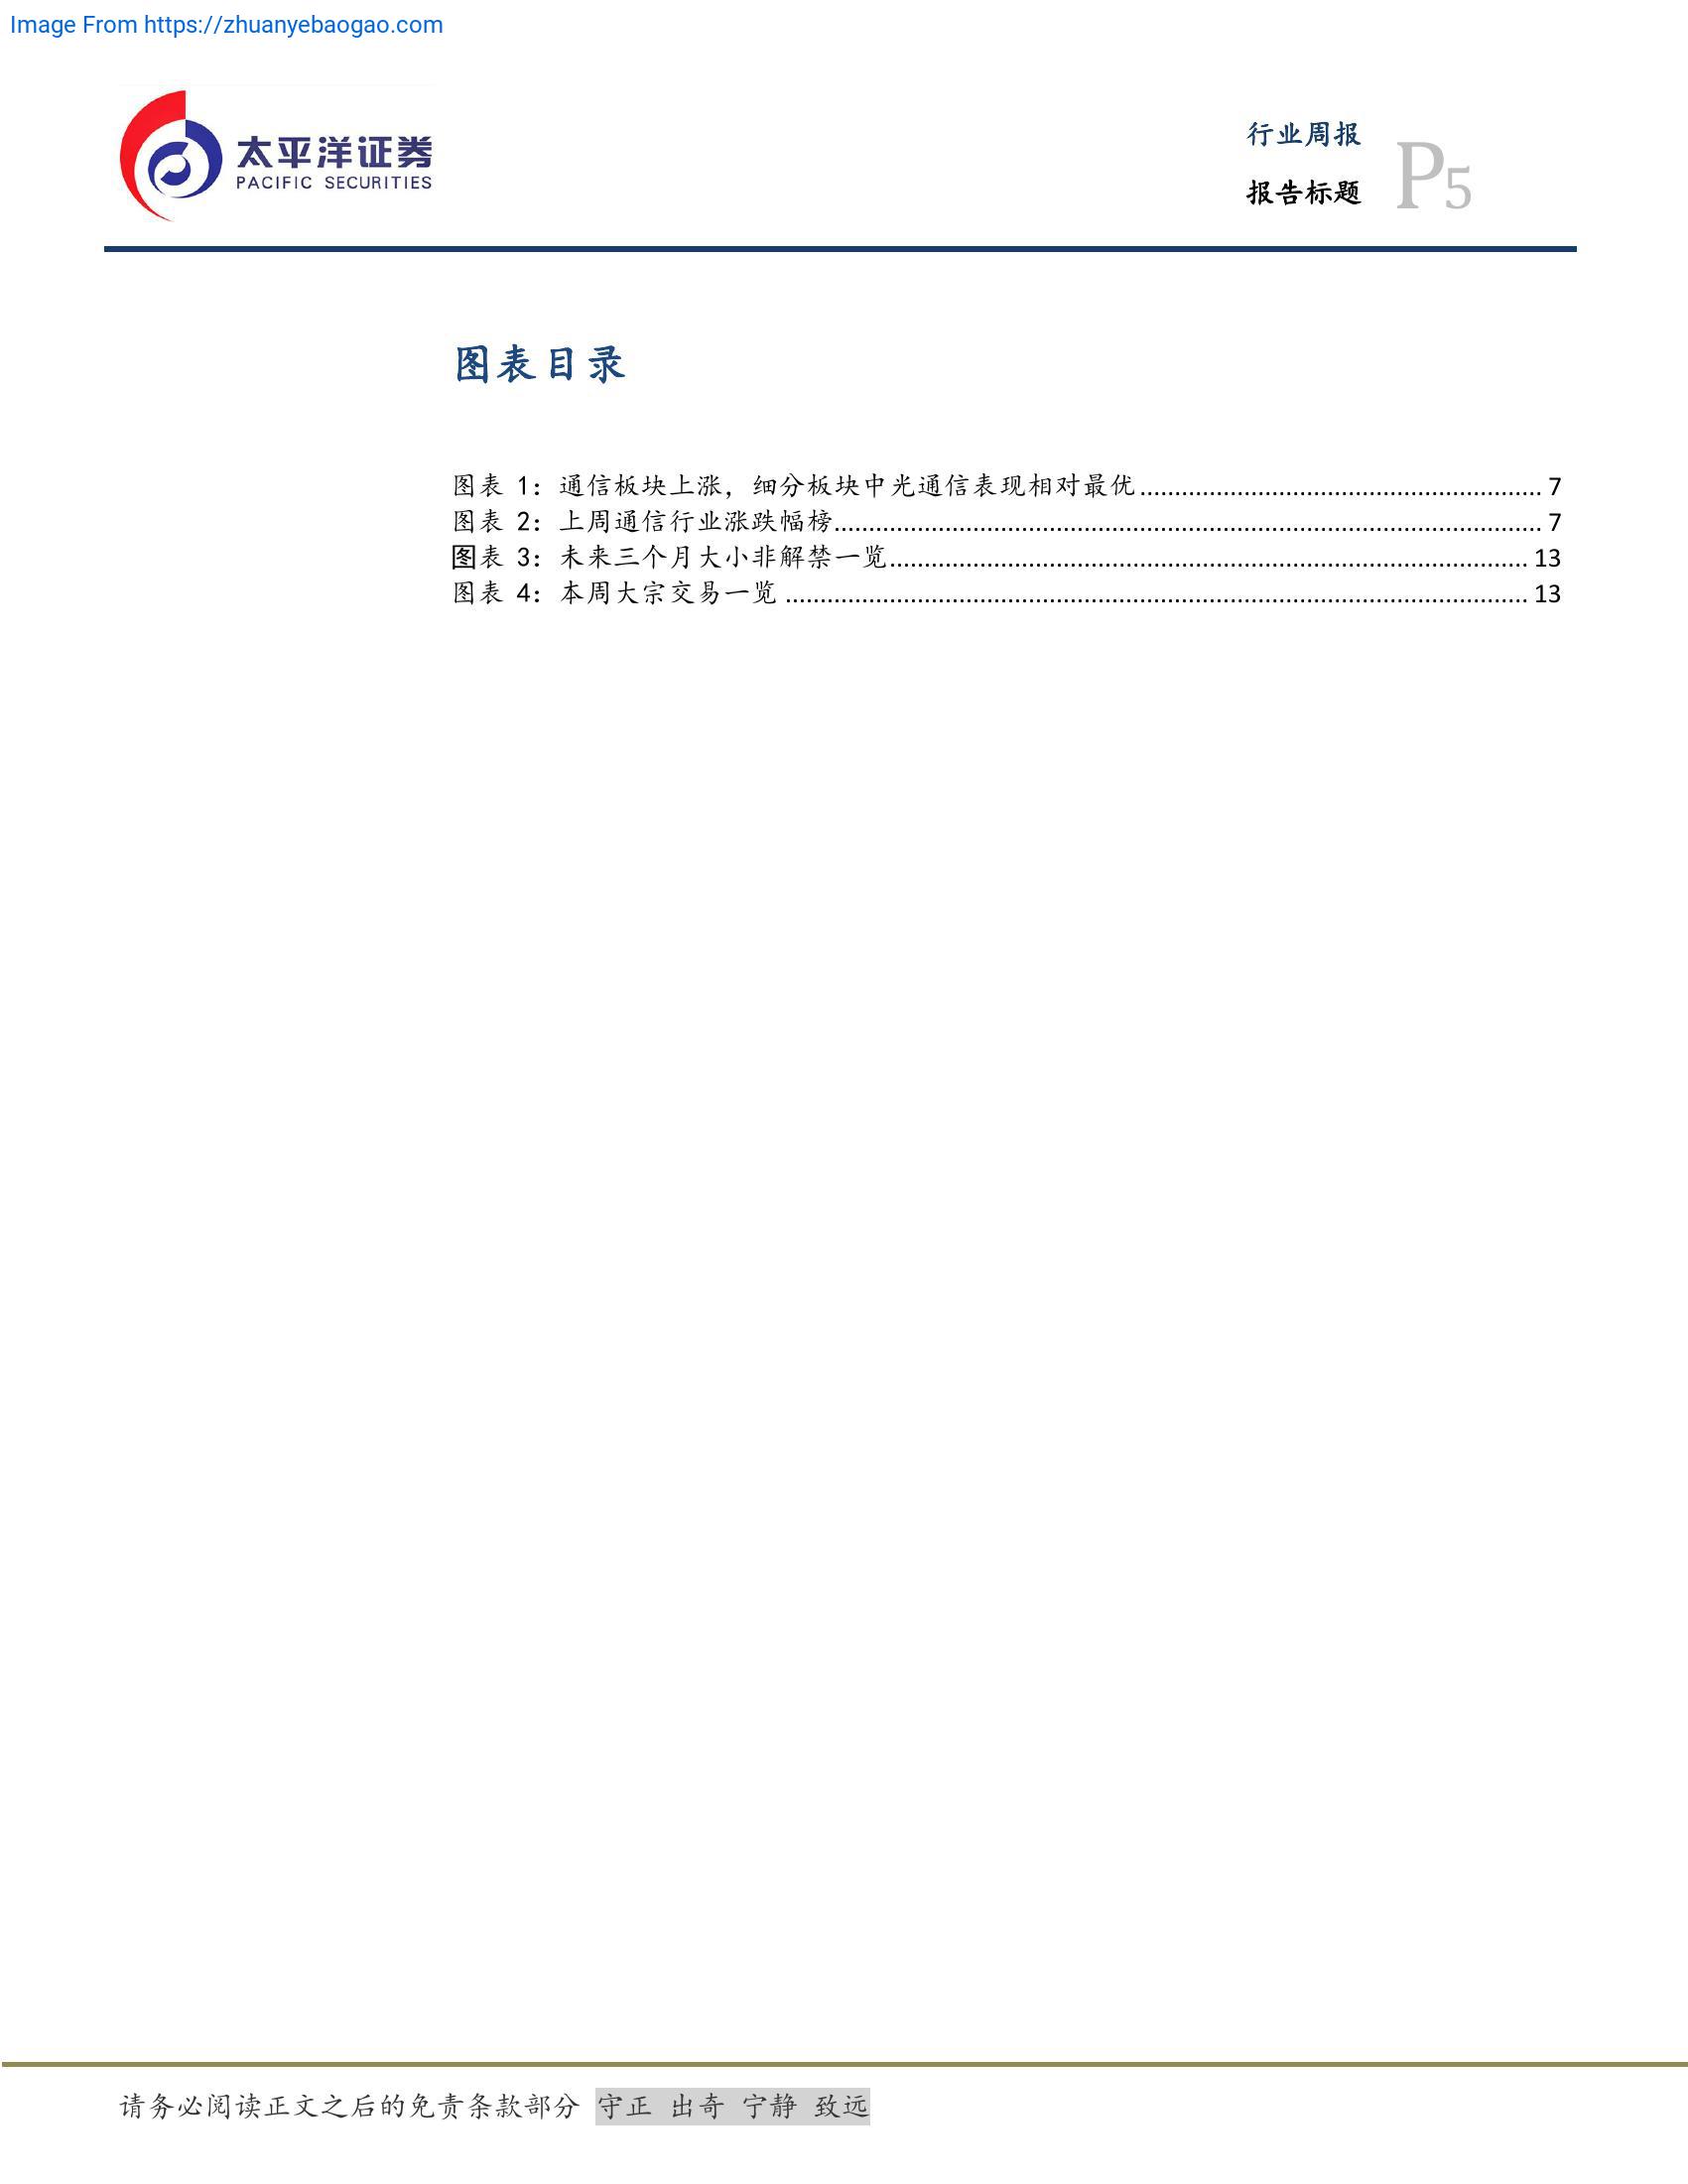 Image From https://zhuanyebaogao.com
太平洋证券
PACIFIC SECURITIES
行业周报
报告标题
P5
图表目录
图表 1：通信板块上涨，细分板块中光通信表现相对最优 7
图表 2：上周通信行业涨跌幅榜 7
图表 3：未来三个月大小非解禁一览 13
图表 4：本周大宗交易一览 13
请务必阅读正文之后的免责条款部分 守正 出奇 宁静 致远